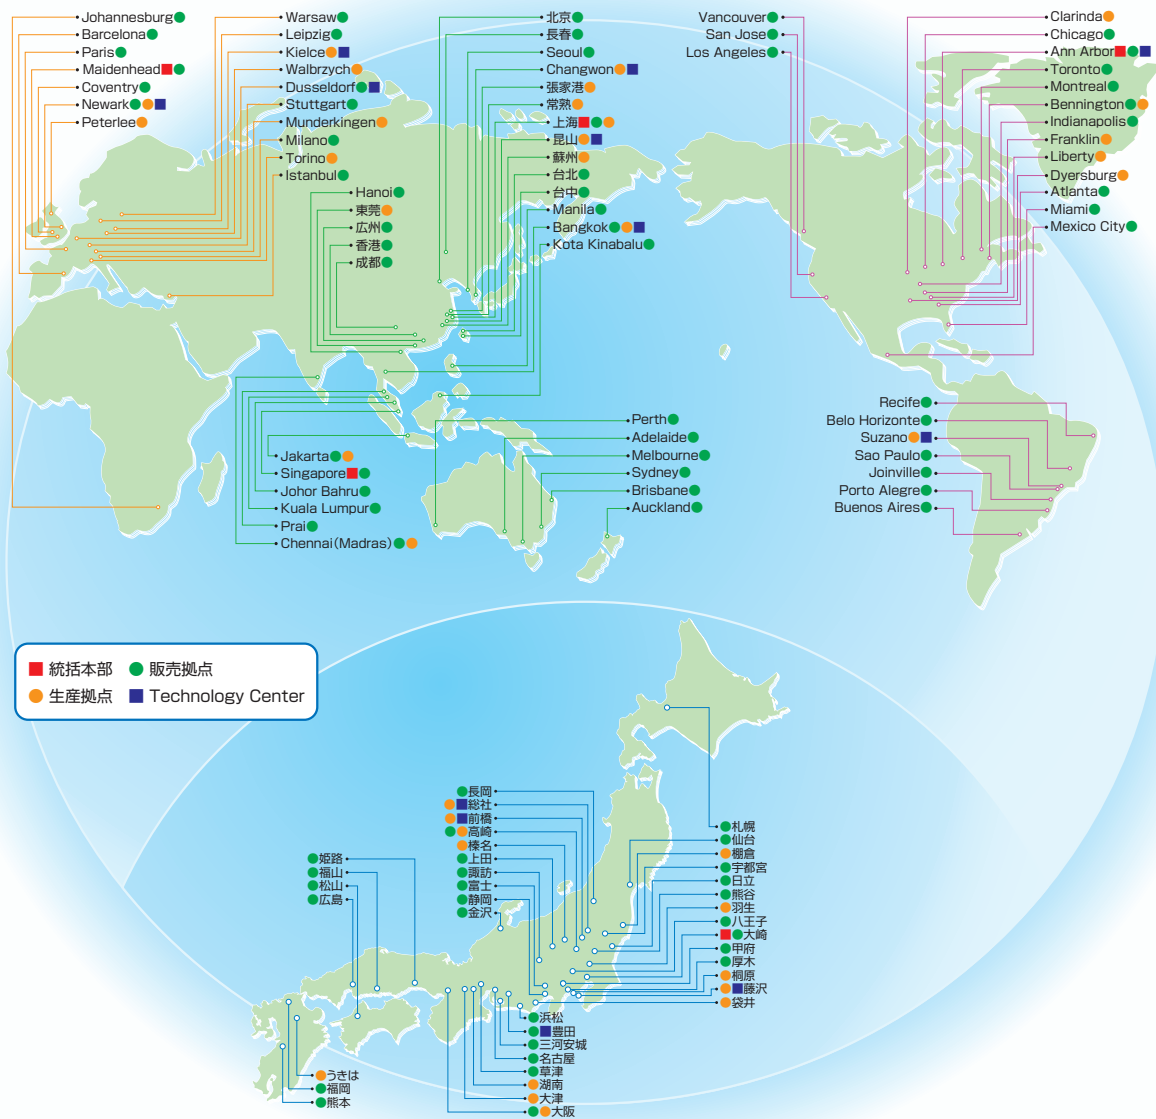 Johannesburg
Barcelona
Paris
Maidenhead
Coventry
Newark
Peterlee
Warsaw
Leipzig
Kielce
Walbrzych
Dusseldorf
Stuttgart
Munderkingen
Milano
Torino
Istanbul
Hanoi
東莞
広州
香港
成都
北京
長春
Seoul
Changwon
張家港
常熟
上海
昆山
蘇州
台北
台中
Manila
Bangkok
Kota Kinabalu
Vancouver
San Jose
Los Angeles
Clarinda
Chicago
Ann Arbor
Toronto
Montreal
Bennington
Indianapolis
Franklin
Liberty
Dyersburg
Atlanta
Miami
Mexico City
Jakarta
Singapore
Johor Bahru
Kuala Lumpur
Prai
Chennai(Madras)
Perth
Adelaide
Melbourne
Sydney
Brisbane
Auckland
Recife
Belo Horizonte
Suzano
Sao Paulo
Joinville
Porto Alegre
Buenos Aires
統括本部 販売拠点
生産拠点 Technology Center
長岡
総社
前橋
高崎
榛名
上田
諏訪
富士
静岡
金沢
姫路
福山
松山
広島
札幌
仙台
棚倉
宇都宮
日立
熊谷
羽生
八王子
大崎
甲府
厚木
桐原
藤沢
袋井
浜松
豊田
三河安城
名古屋
草津
湖南
大津
大阪
うきは
福岡
熊本